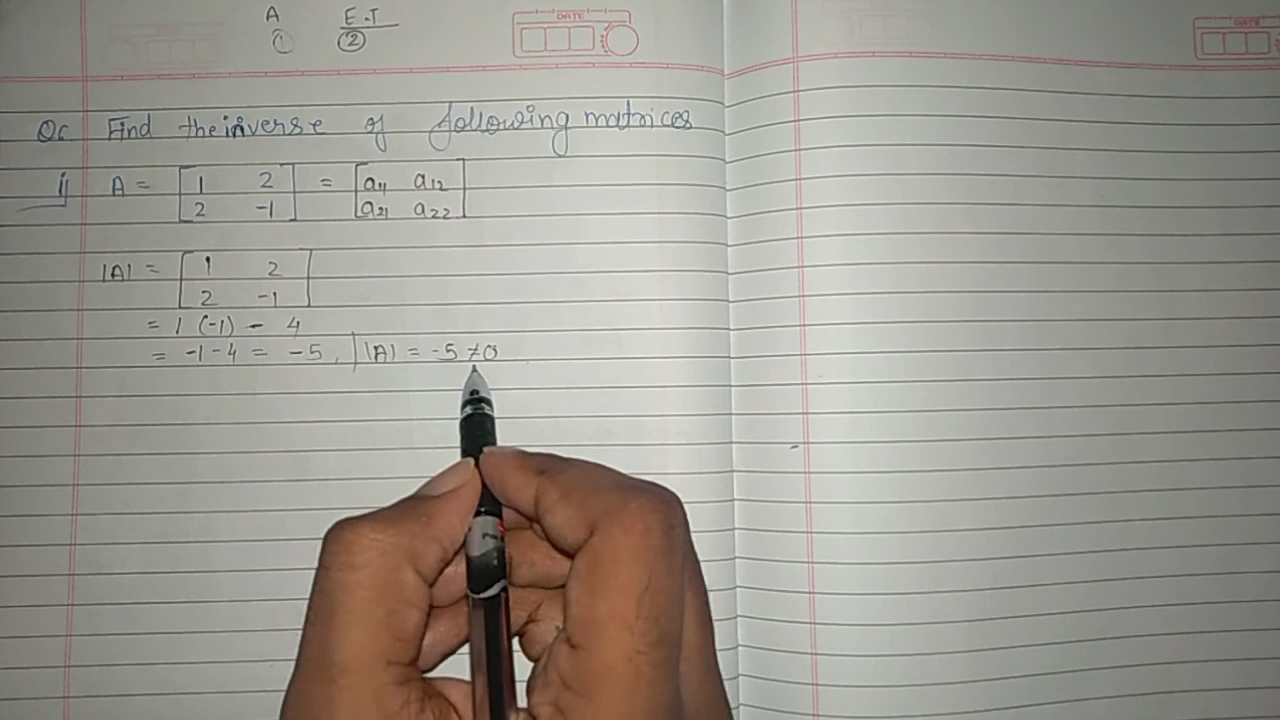 A E.T
① ②
DATE
DATE
Qc Find the inverse of following matrices
i) A = [ 1 2 ] = [ a11 a12 ]
[ 2 -1 ] [ a21 a22 ]
|A| = [ 1 2 ]
[ 2 -1 ]
= 1 (-1) - 4
= -1-4 = -5, |A| = -5 ≠0